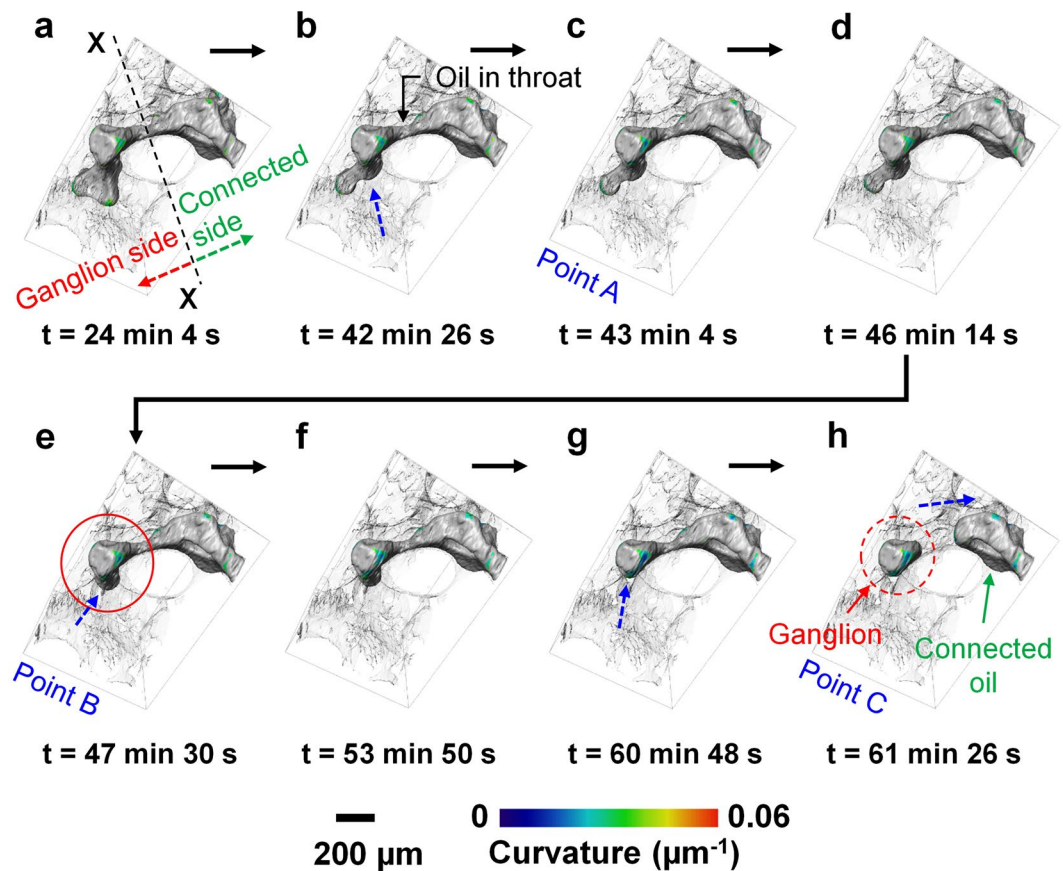 a
X
b
Oil in throat
c
d
Connected
side
Ganglion side
X
Point A
t = 24 min 4 s
t = 42 min 26 s
t = 43 min 4 s
t = 46 min 14 s
e
f
g
h
Ganglion
Connected
oil
Point B
Point C
t = 47 min 30 s
t = 53 min 50 s
t = 60 min 48 s
t = 61 min 26 s
200 µm
0
0.06
Curvature (µm⁻¹)